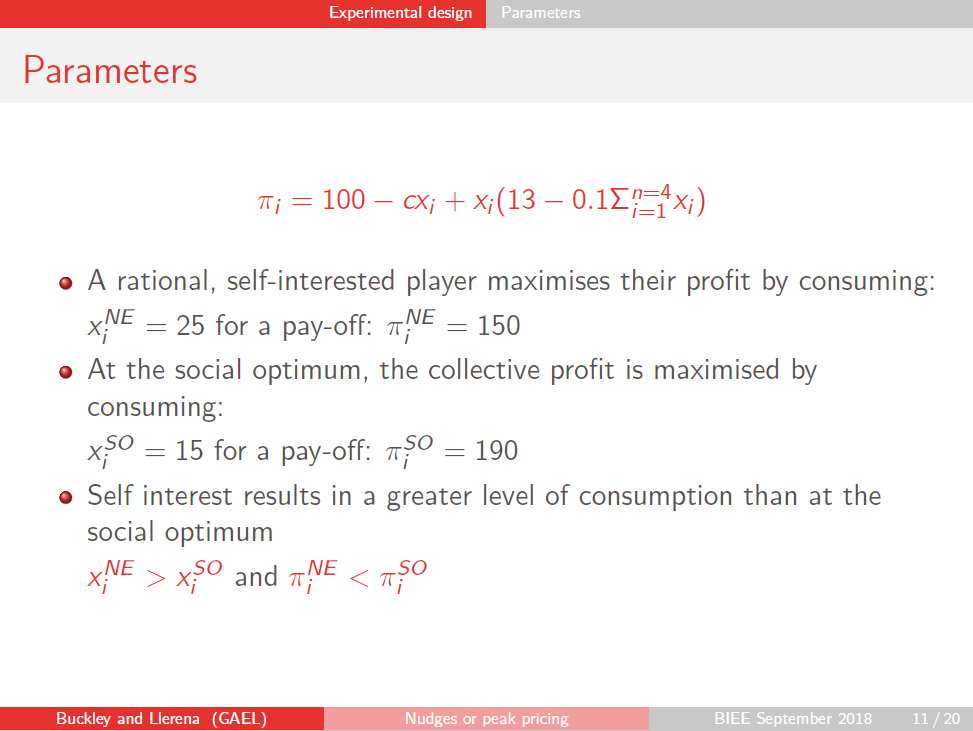 Experimental design Parameters
Parameters
πᵢ = 100 − cxᵢ + xᵢ(13 − 0.1Σⁿ⁼⁴ᵢ₌₁xᵢ)
A rational, self-interested player maximises their profit by consuming:
xᵢᴺᴱ = 25 for a pay-off: πᵢᴺᴱ = 150
At the social optimum, the collective profit is maximised by
consuming:
xᵢˢᴼ = 15 for a pay-off: πᵢˢᴼ = 190
Self interest results in a greater level of consumption than at the
social optimum
xᵢᴺᴱ > xᵢˢᴼ and πᵢᴺᴱ < πᵢˢᴼ
Buckley and Llerena (GAEL) Nudges or peak pricing BIEE September 2018 11 / 20